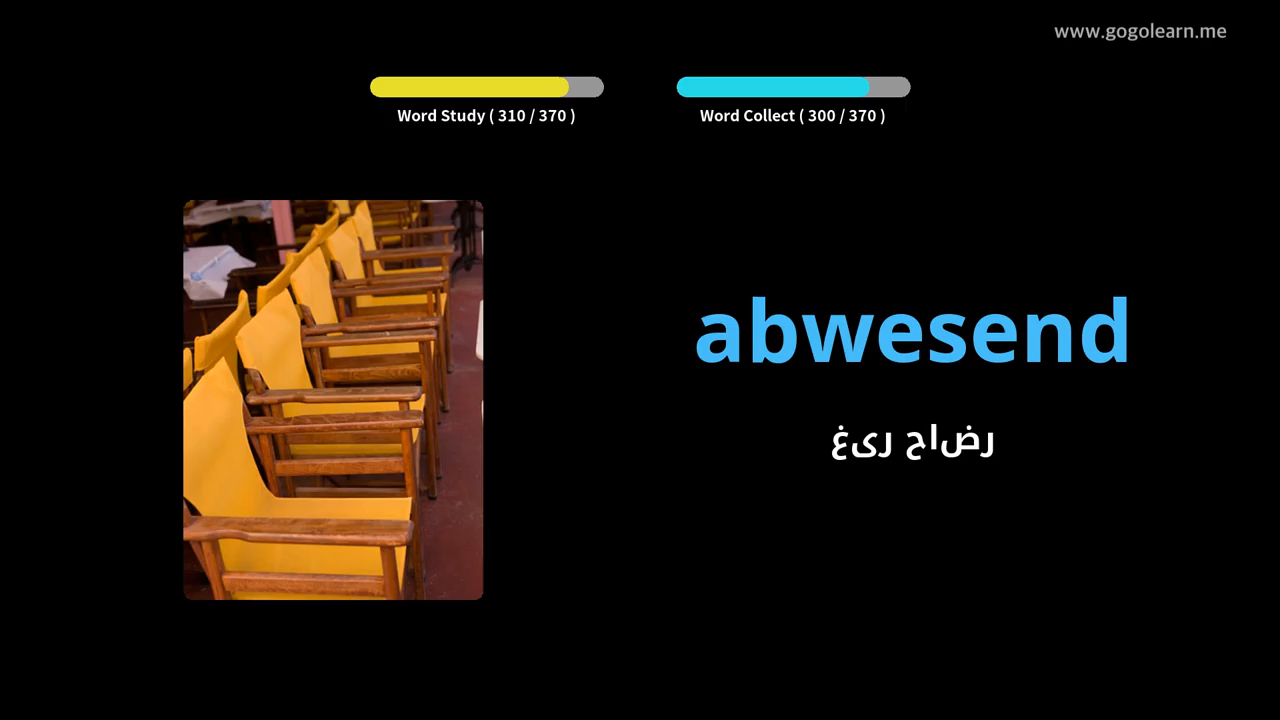 www.gogolearn.me
Word Study ( 310 / 370 )
Word Collect ( 300 / 370 )
abwesend
رضاح ریغ